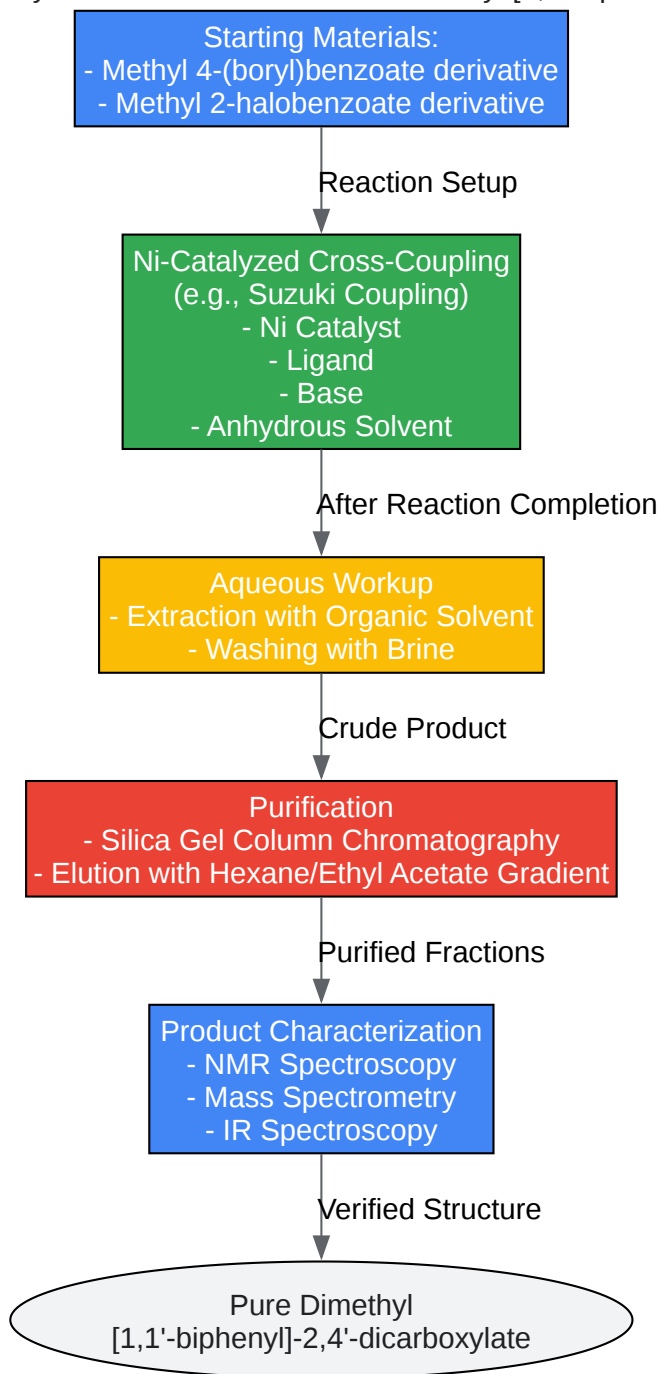 Starting Materials:
- Methyl 4-(boryl)benzoate derivative
- Methyl 2-halobenzoate derivative
Reaction Setup
Ni-Catalyzed Cross-Coupling
(e.g., Suzuki Coupling)
- Ni Catalyst
- Ligand
- Base
- Anhydrous Solvent
After Reaction Completion
Aqueous Workup
- Extraction with Organic Solvent
- Washing with Brine
Crude Product
Purification
- Silica Gel Column Chromatography
- Elution with Hexane/Ethyl Acetate Gradient
Purified Fractions
Product Characterization
- NMR Spectroscopy
- Mass Spectrometry
- IR Spectroscopy
Verified Structure
Pure Dimethyl
[1,1'-biphenyl]-2,4'-dicarboxylate